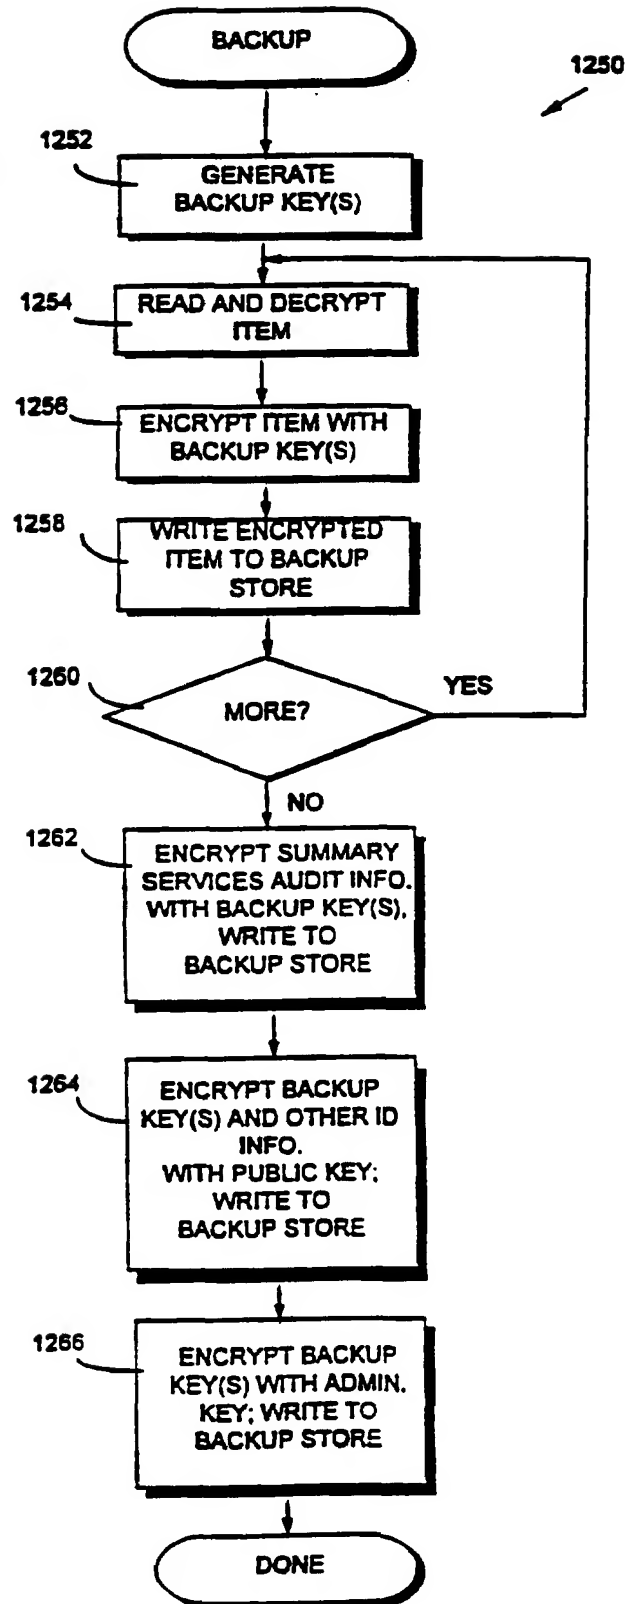 BACKUP
1250
1252
GENERATE
BACKUP KEY(S)
1254
READ AND DECRYPT
ITEM
1256
ENCRYPT ITEM WITH
BACKUP KEY(S)
1258
WRITE ENCRYPTED
ITEM TO BACKUP
STORE
1260
MORE?
YES
NO
1262
ENCRYPT SUMMARY
SERVICES AUDIT INFO.
WITH BACKUP KEY(S),
WRITE TO
BACKUP STORE
1264
ENCRYPT BACKUP
KEY(S) AND OTHER ID
INFO.
WITH PUBLIC KEY;
WRITE TO
BACKUP STORE
1266
ENCRYPT BACKUP
KEY(S) WITH ADMIN.
KEY; WRITE TO
BACKUP STORE
DONE